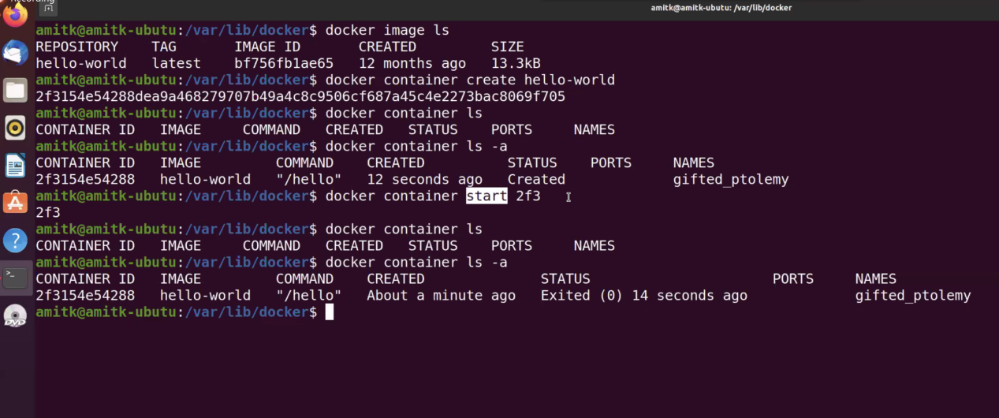 Recording
amitk@amitk-ubutu: /var/lib/docker
amitk@amitk-ubutu:/var/lib/docker$ docker image ls
REPOSITORY TAG IMAGE ID CREATED SIZE
hello-world latest bf756fb1ae65 12 months ago 13.3kB
amitk@amitk-ubutu:/var/lib/docker$ docker container create hello-world
2f3154e54288dea9a468279707b49a4c8c9506cf687a45c4e2273bac8069f705
amitk@amitk-ubutu:/var/lib/docker$ docker container ls
CONTAINER ID IMAGE COMMAND CREATED STATUS PORTS NAMES
amitk@amitk-ubutu:/var/lib/docker$ docker container ls -a
CONTAINER ID IMAGE COMMAND CREATED STATUS PORTS NAMES
2f3154e54288 hello-world "/hello" 12 seconds ago Created gifted_ptolemy
amitk@amitk-ubutu:/var/lib/docker$ docker container start 2f3
2f3
amitk@amitk-ubutu:/var/lib/docker$ docker container ls
CONTAINER ID IMAGE COMMAND CREATED STATUS PORTS NAMES
amitk@amitk-ubutu:/var/lib/docker$ docker container ls -a
CONTAINER ID IMAGE COMMAND CREATED STATUS PORTS NAMES
2f3154e54288 hello-world "/hello" About a minute ago Exited (0) 14 seconds ago gifted_ptolemy
amitk@amitk-ubutu:/var/lib/docker$
DVD